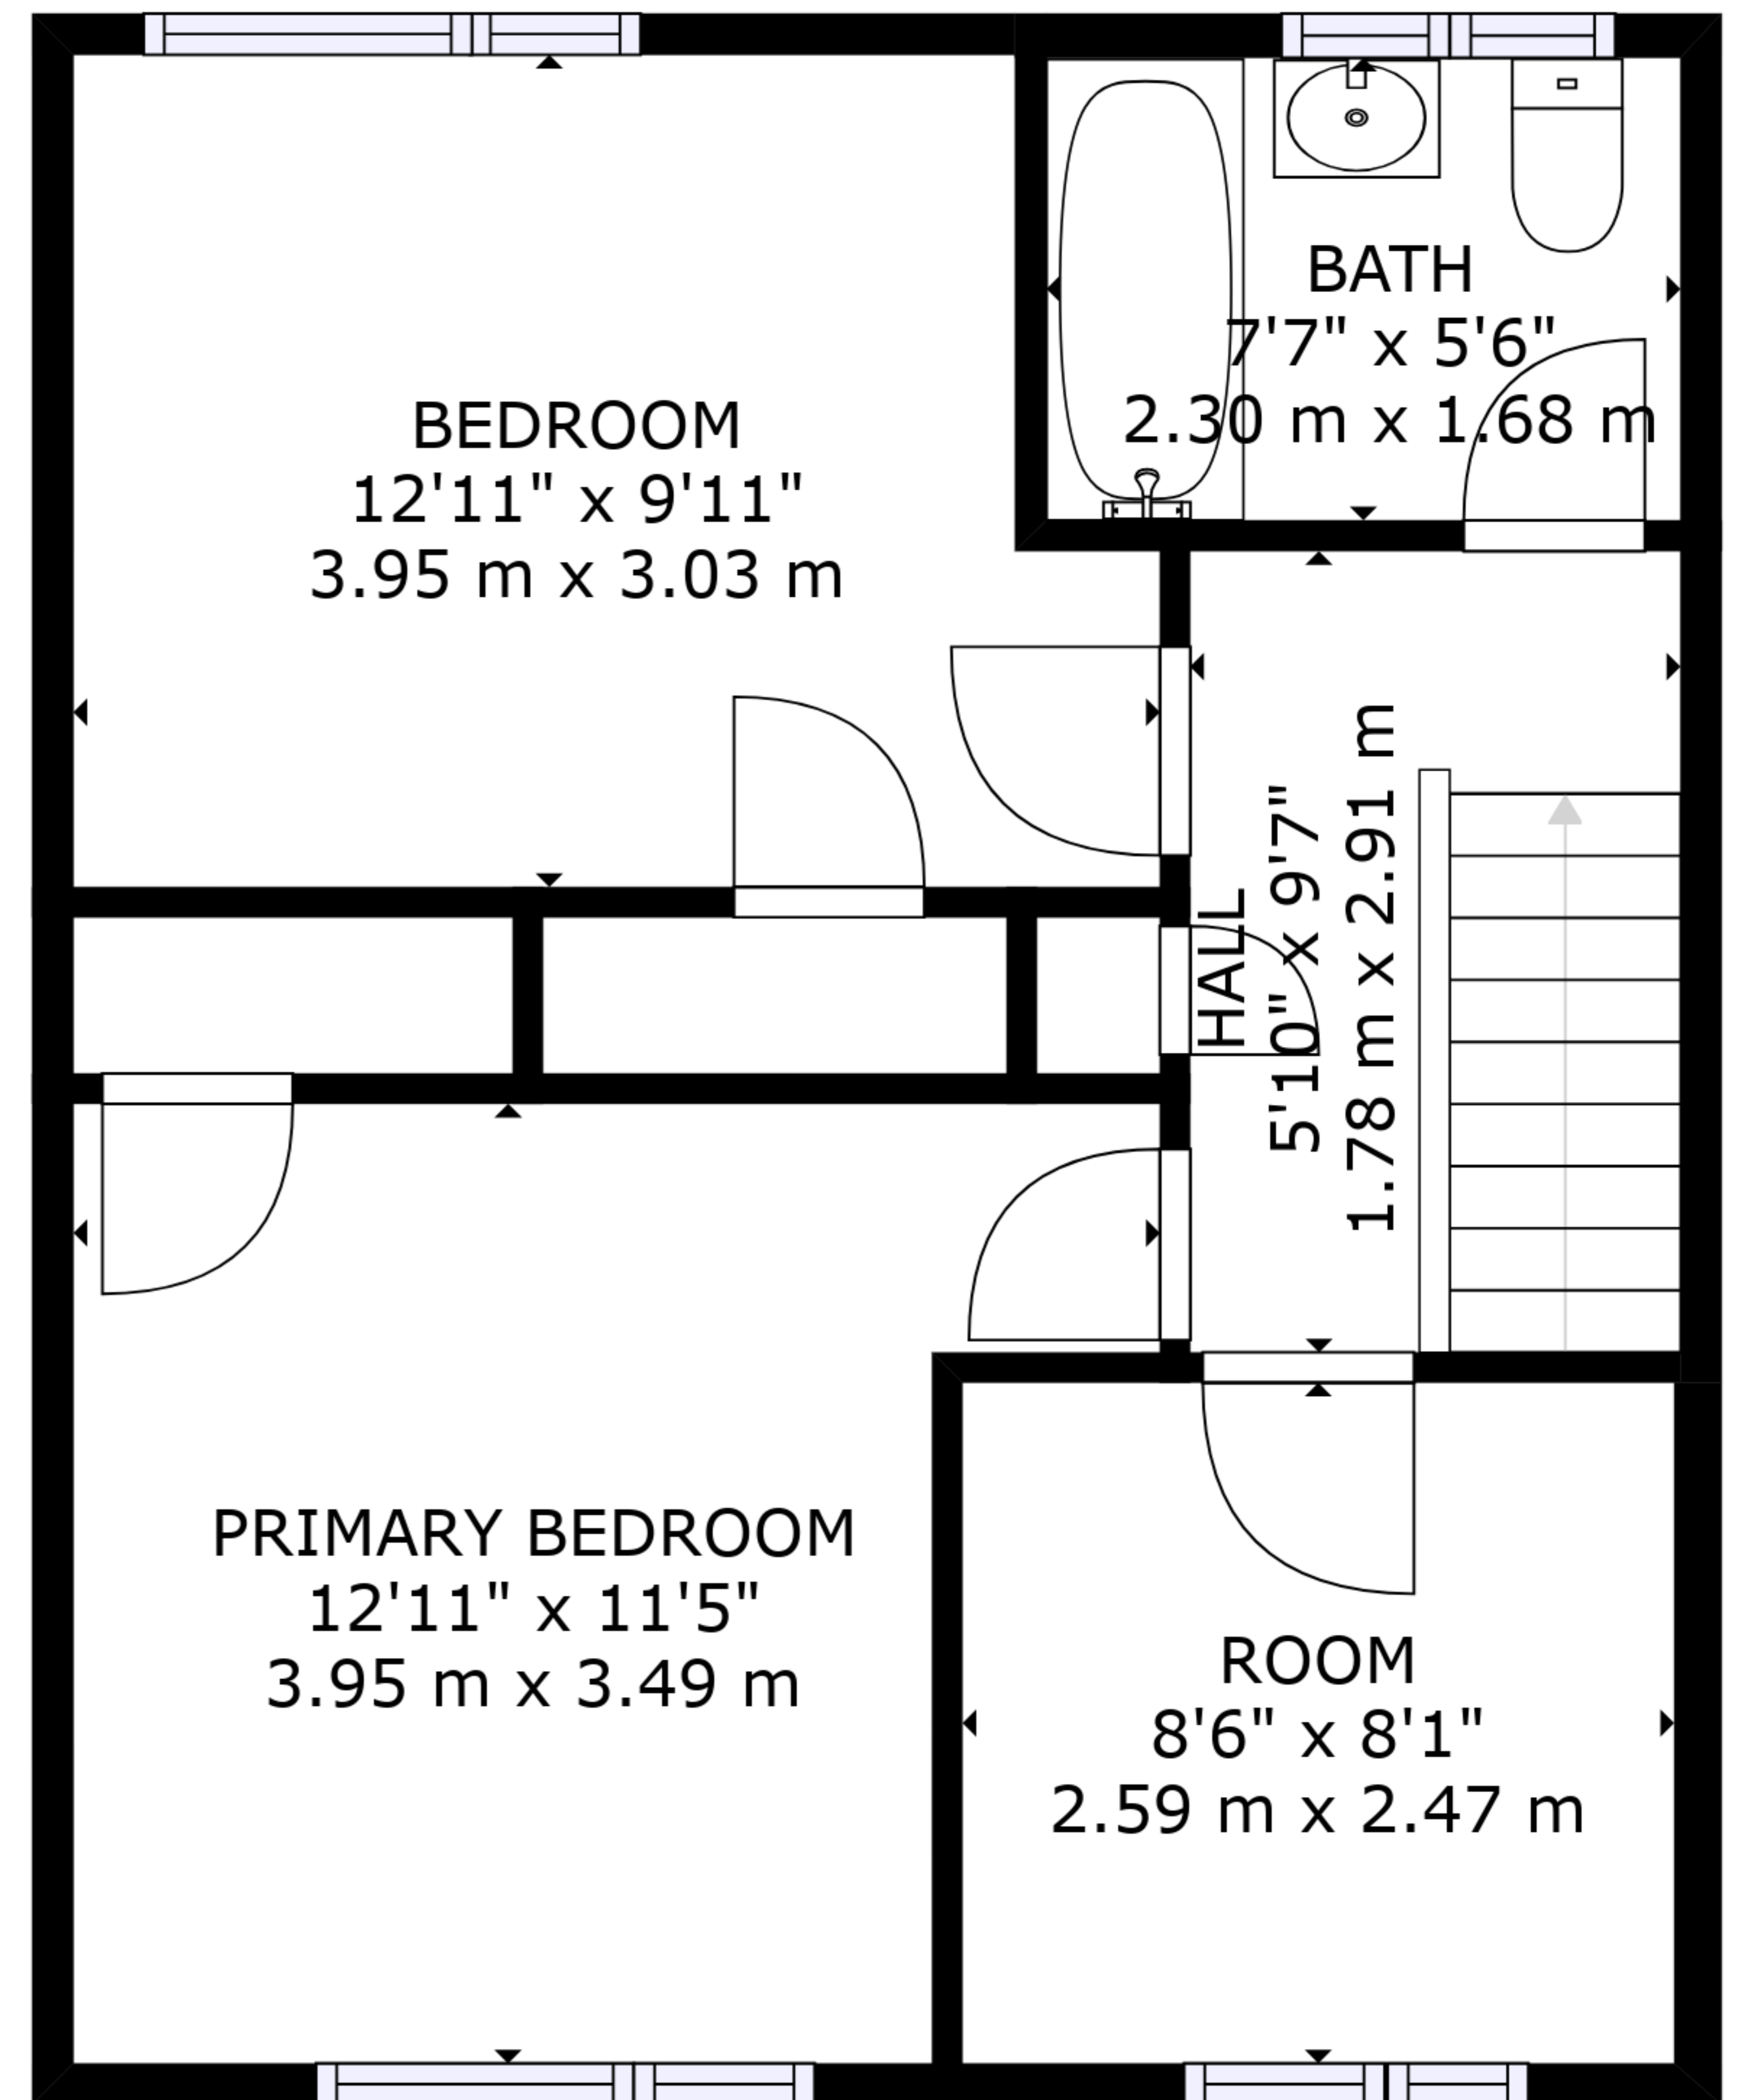 BATH
7'7" x 5'6"
2.30 m x 1.68 m
BEDROOM
12'11" x 9'11"
3.95 m x 3.03 m
HALL
5'10" x 9'7"
1.78 m x 2.91 m
PRIMARY BEDROOM
12'11" x 11'5"
3.95 m x 3.49 m
ROOM
8'6" x 8'1"
2.59 m x 2.47 m